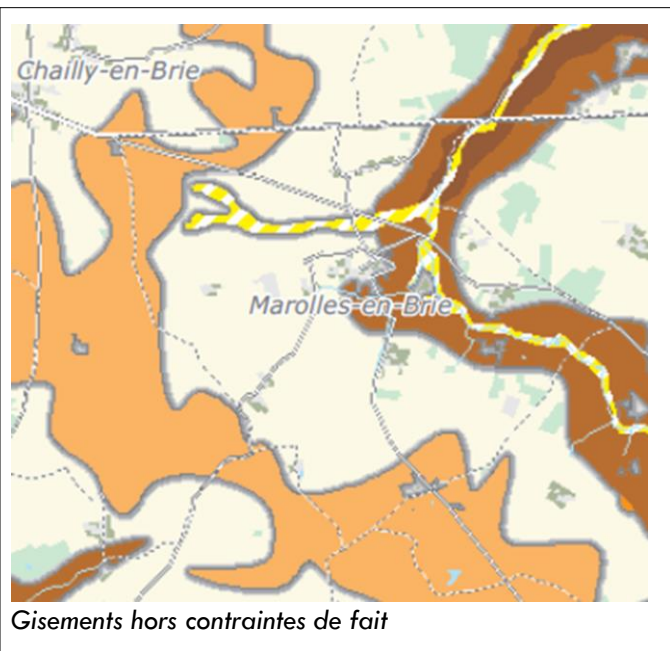 Chailly-en-Brie
Marolles-en-Brie
Gisements hors contraintes de fait